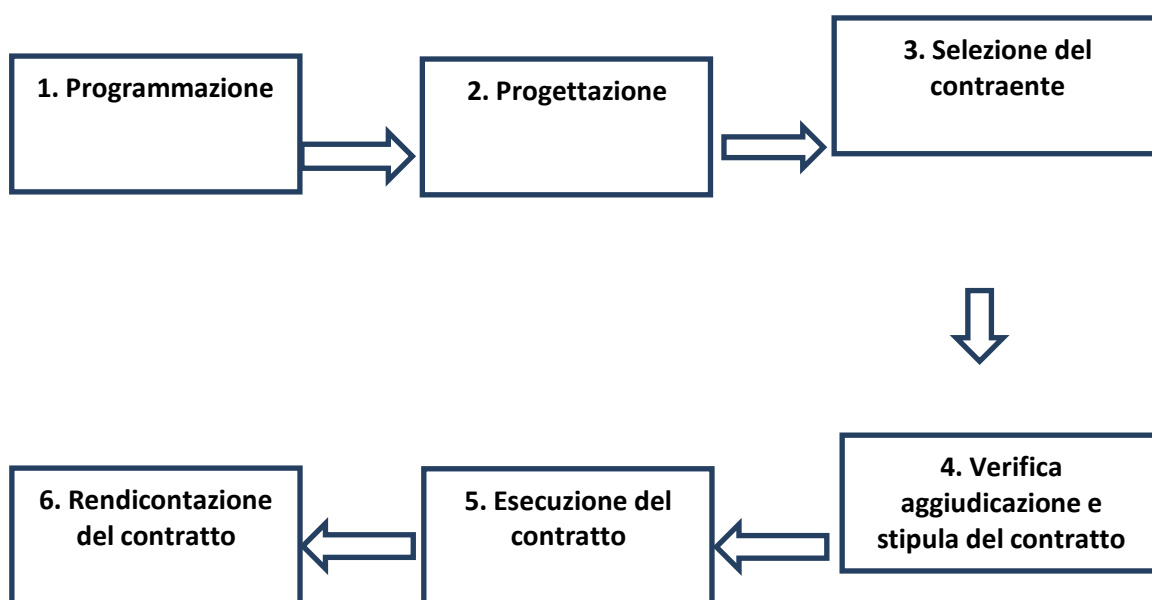 1. Programmazione
2. Progettazione
3. Selezione del
contraente
4. Verifica
aggiudicazione e
stipula del contratto
5. Esecuzione del
contratto
6. Rendicontazione
del contratto